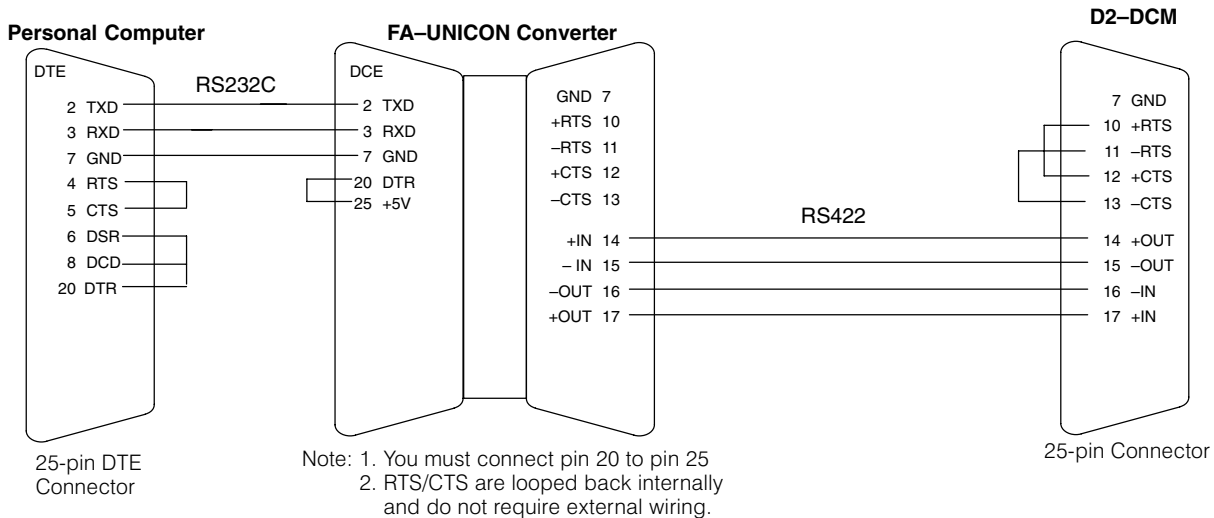 Personal Computer
DTE
2 TXD
3 RXD
7 GND
4 RTS
5 CTS
6 DSR
8 DCD
20 DTR
25-pin DTE
Connector
RS232C
FA–UNICON Converter
DCE
2 TXD
3 RXD
7 GND
20 DTR
25 +5V
GND 7
+RTS 10
–RTS 11
+CTS 12
–CTS 13
+IN 14
– IN 15
–OUT 16
+OUT 17
Note: 1. You must connect pin 20 to pin 25
2. RTS/CTS are looped back internally
and do not require external wiring.
RS422
D2–DCM
7 GND
10 +RTS
11 –RTS
12 +CTS
13 –CTS
14 +OUT
15 –OUT
16 –IN
17 +IN
25-pin Connector